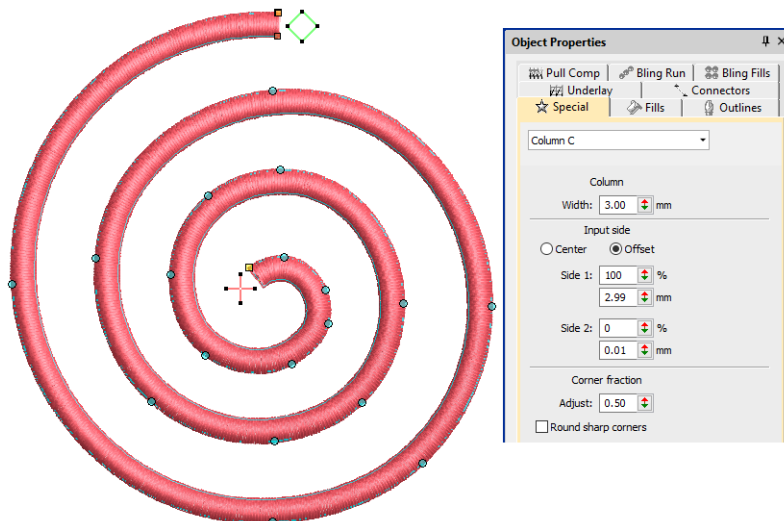 Object Properties
Pull Comp Bling Run Bling Fills
Underlay Connectors
Special Fills Outlines
Column C
Column
Width: 3.00 mm
Input side
Center Offset
Side 1: 100 %
2.99 mm
Side 2: 0 %
0.01 mm
Corner fraction
Adjust: 0.50
Round sharp corners